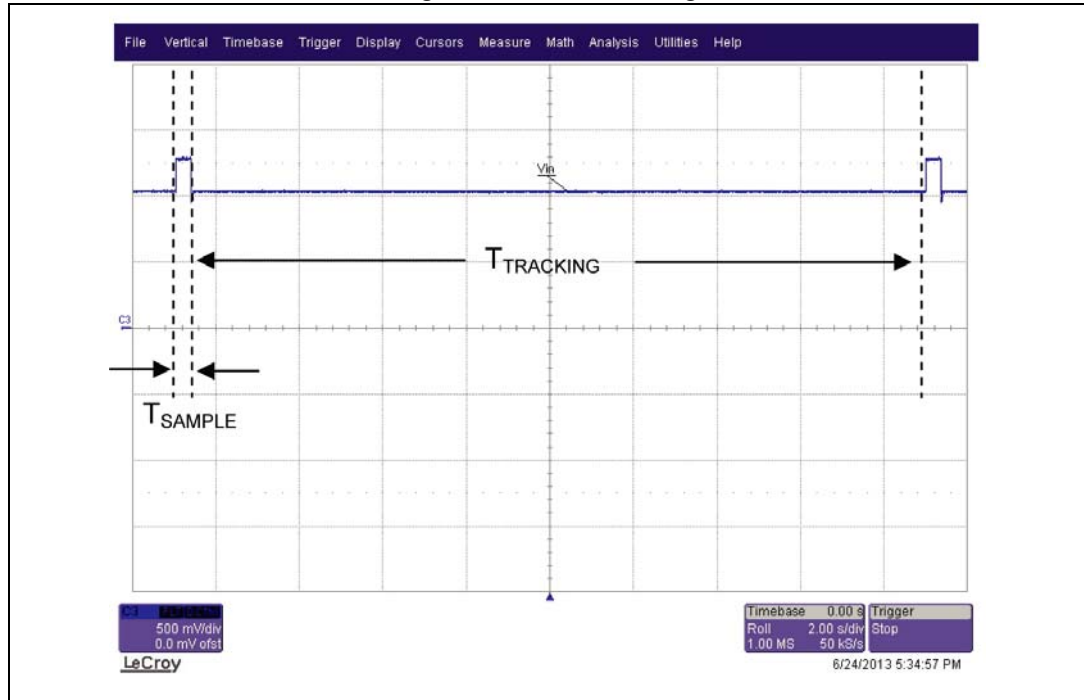 File Vertical Timebase Trigger Display Cursors Measure Math Analysis Utilities Help
Vin
TTRACKING
C3
TSAMPLE
C3
500 mV/div
0.0 mV ofst
Timebase 0.00 s
Roll 2.00 s/div
1.00 MS 50 kS/s
Trigger
Stop
LeCroy
6/24/2013 5:34:57 PM